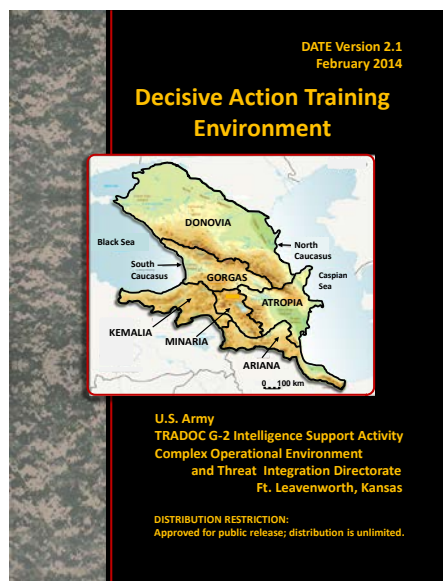 DATE Version 2.1
February 2014
Decisive Action Training
Environment
DONOVIA
Black Sea
North
Caucasus
South
Caucasus
Caspian
Sea
GORGAS
ATROPIA
KEMALIA
MINARIA
ARIANA
0 100 km
U.S. Army
TRADOC G-2 Intelligence Support Activity
Complex Operational Environment
and Threat Integration Directorate
Ft. Leavenworth, Kansas
DISTRIBUTION RESTRICTION:
Approved for public release; distribution is unlimited.